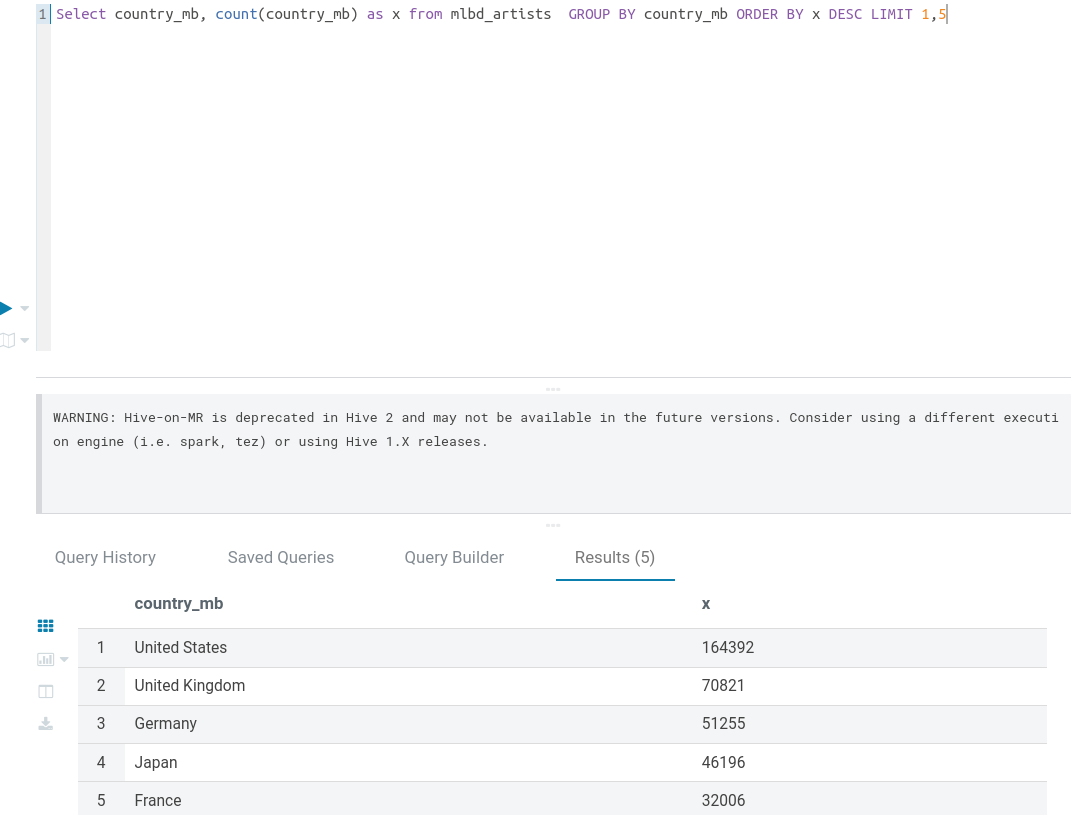 1 Select country_mb, count(country_mb) as x from mlbd_artists  GROUP BY country_mb ORDER BY x DESC LIMIT 1,5
WARNING: Hive-on-MR is deprecated in Hive 2 and may not be available in the future versions. Consider using a different executi
on engine (i.e. spark, tez) or using Hive 1.X releases.
Query History Saved Queries Query Builder Results (5)
country_mb x
1 United States 164392
2 United Kingdom 70821
3 Germany 51255
4 Japan 46196
5 France 32006